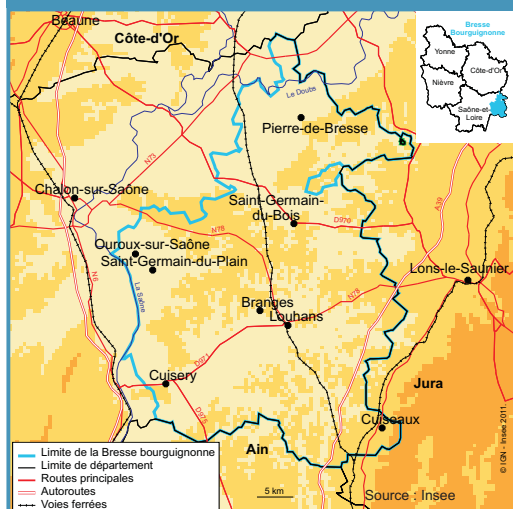 Beaune
Côte-d'Or
Bresse
Bourguignonne
Yonne
Côte-d'Or
Nièvre
Saône-et-
Loire
Le Doubs
Pierre-de-Bresse
N73
Chalon-sur-Saône
Saint-Germain-
du-Bois
A39
D970
N78
Ouroux-sur-Saône
Saint-Germain-du-Plain
Lons-le-Saunier
N6
La Saône
N78
Branges
Louhans
D971
Cuisery
Jura
D975
Cuiseaux
Ain
Limite de la Bresse bourguignonne
Limite de département
Routes principales
Autoroutes
Voies ferrées
5 km
Source : Insee
© IGN - Insee 2011